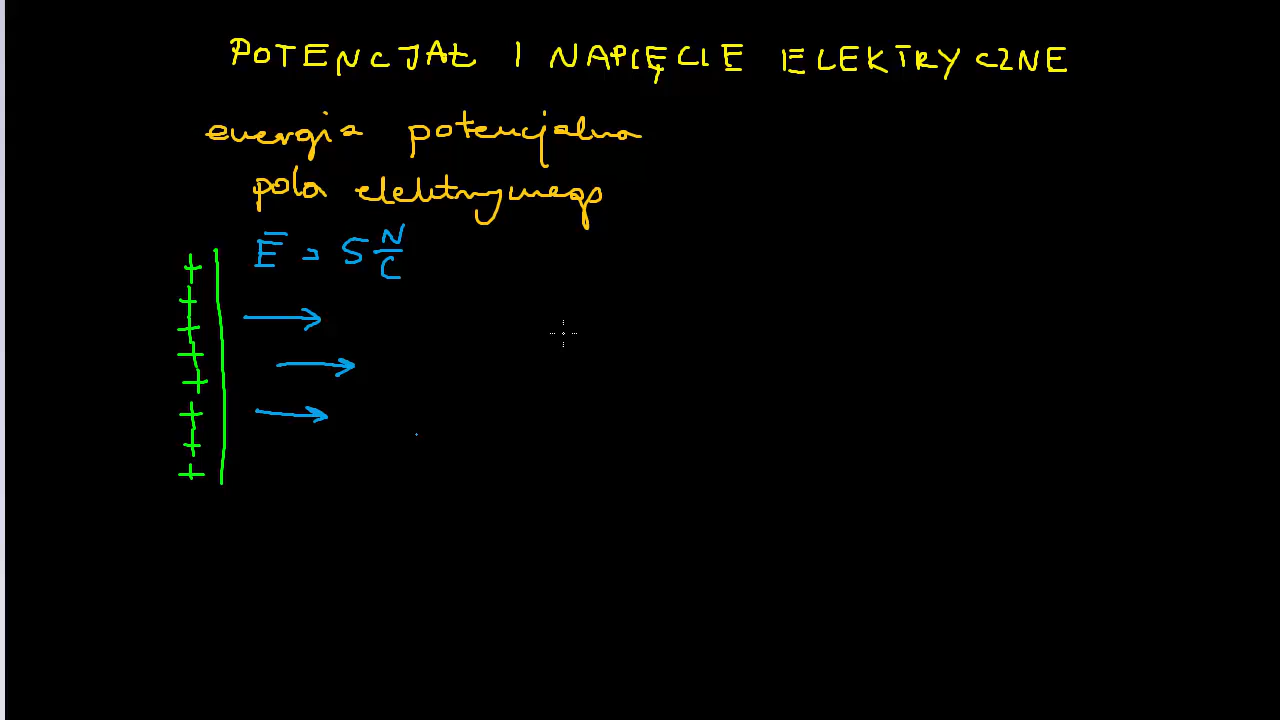 POTENCJAŁ I NAPIĘCIE ELEKTRYCZNE
energia potencjalna
pola elektrycznego
E = 5 N/C
+
+
+
+
+
+
+
+